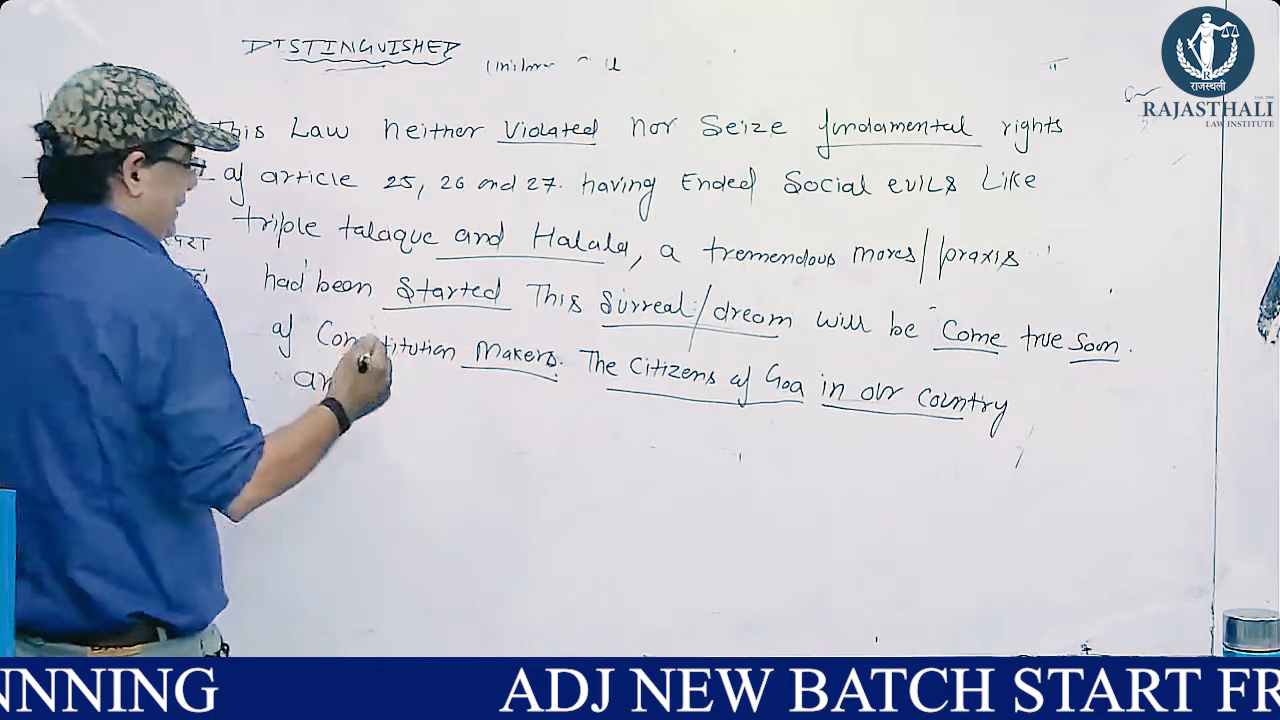 DISTINGUISHED
This Law neither Violated nor Seize fundamental rights
of article 25, 26 and 27. having Ended Social evils Like
triple talaque and Halala, a tremendous mores/praxis
had been Started This Surreal/dream will be Come true Soon.
of Constitution Makers. The Citizens of Goa in our Country
an
राजस्थली
RAJASTHALI
LAW INSTITUTE
NNNING ADJ NEW BATCH START FR